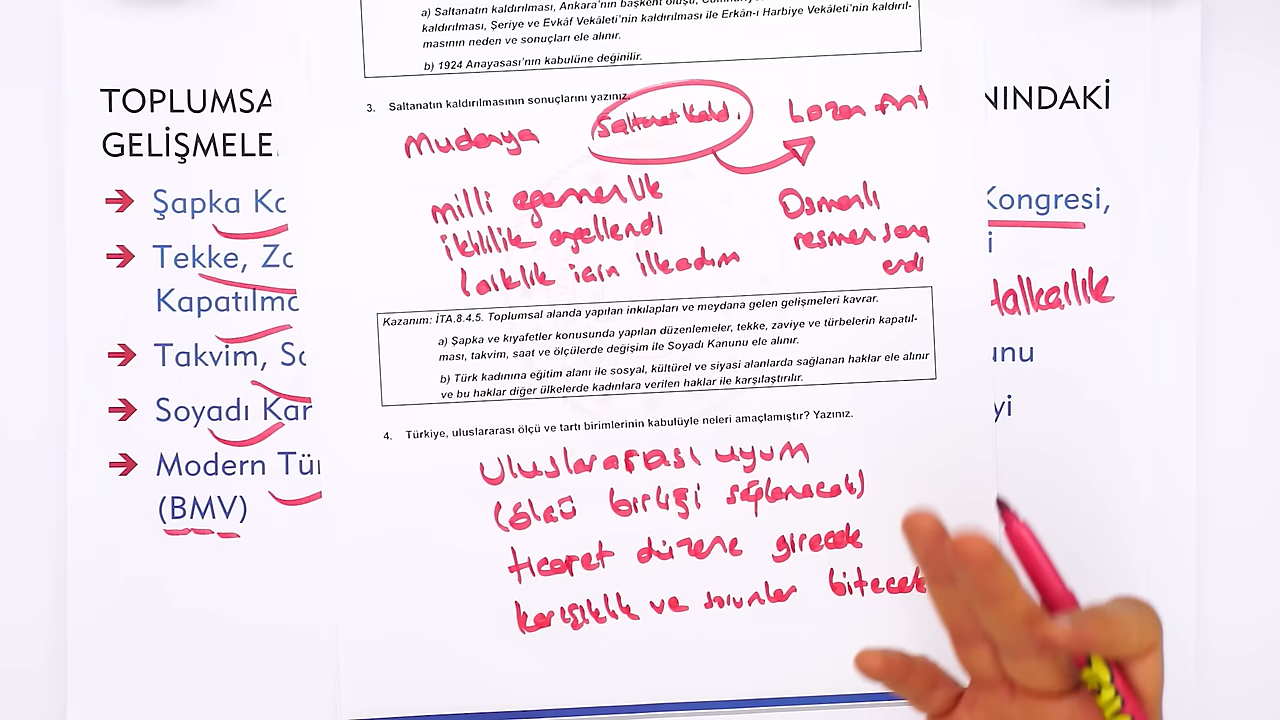 a) Saltanatın kaldırılması, Ankara'nın başkent oluşu,
kaldırılması, Şeriye ve Evkâf Vekâleti'nin kaldırılması ile Erkân-ı Harbiye Vekâleti'nin kaldırıl-
masının neden ve sonuçları ele alınır.
b) 1924 Anayasası'nın kabulüne değinilir.
3. Saltanatın kaldırılmasının sonuçlarını yazınız.
Mudanya Saltanat Kald. Lozan Ant
milli egemenlik
ikililik engellendi
laiklik için ilk adım
Osmanlı
resmen sona
erdi
Kazanım: İTA.8.4.5. Toplumsal alanda yapılan inkılapları ve meydana gelen gelişmeleri kavrar.
a) Şapka ve kıyafetler konusunda yapılan düzenlemeler, tekke, zaviye ve türbelerin kapatıl-
ması, takvim, saat ve ölçülerde değişim ile Soyadı Kanunu ele alınır.
b) Türk kadınına eğitim alanı ile sosyal, kültürel ve siyasi alanlarda sağlanan haklar ele alınır
ve bu haklar diğer ülkelerde kadınlara verilen haklar ile karşılaştırılır.
4. Türkiye, uluslararası ölçü ve tartı birimlerinin kabulüyle neleri amaçlamıştır? Yazınız.
Uluslararası uyum
(ölçü birliği sağlanacak)
ticaret düzene girecek
karışıklık ve sorunlar bitecek
TOPLUMSA
GELİŞMELE
➔ Şapka Ka
➔ Tekke, Za
Kapatılma
➔ Takvim, Sa
➔ Soyadı Kan
➔ Modern Tür
(BMV)
NINDAKİ
Kongresi,
i
Halkçılık
unu
yi